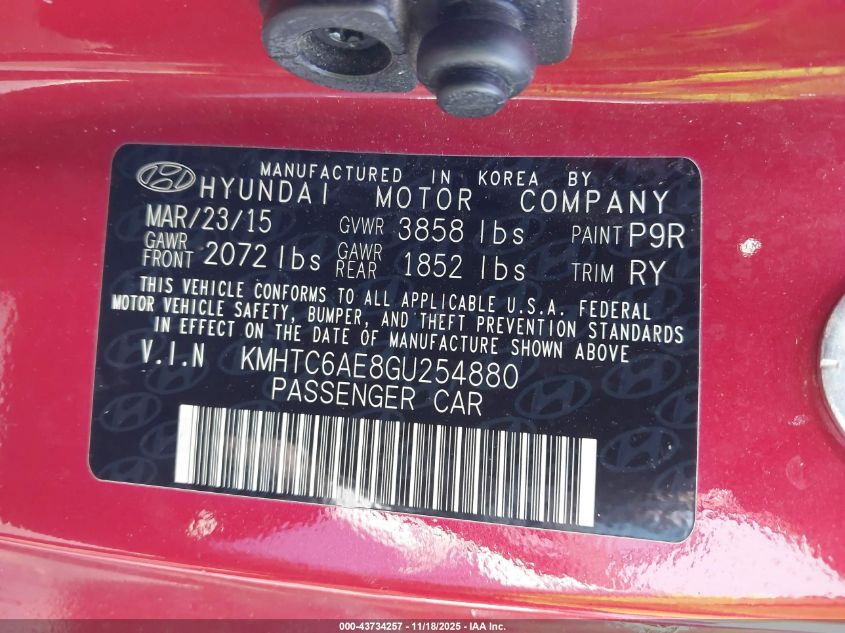 MANUFACTURED IN KOREA BY
HYUNDAI MOTOR COMPANY
MAR/23/15 GVWR 3858 lbs PAINT P9R
GAWR FRONT 2072 lbs GAWR REAR 1852 lbs TRIM RY
THIS VEHICLE CONFORMS TO ALL APPLICABLE U.S.A. FEDERAL
MOTOR VEHICLE SAFETY, BUMPER, AND THEFT PREVENTION STANDARDS
IN EFFECT ON THE DATE OF MANUFACTURE SHOWN ABOVE
V.I.N KMHTC6AE8GU254880
PASSENGER CAR
000-43734257 - 11/18/2025 - IAA Inc.